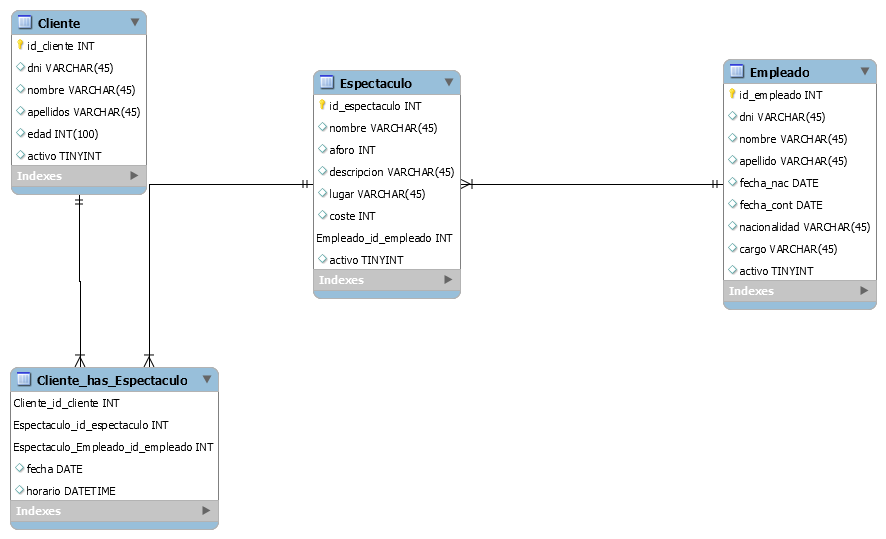 Cliente
id_cliente INT
dni VARCHAR(45)
nombre VARCHAR(45)
apellidos VARCHAR(45)
edad INT(100)
activo TINYINT
Indexes
Espectaculo
id_espectaculo INT
nombre VARCHAR(45)
aforo INT
descripcion VARCHAR(45)
lugar VARCHAR(45)
coste INT
Empleado_id_empleado INT
activo TINYINT
Indexes
Empleado
id_empleado INT
dni VARCHAR(45)
nombre VARCHAR(45)
apellido VARCHAR(45)
fecha_nac DATE
fecha_cont DATE
nacionalidad VARCHAR(45)
cargo VARCHAR(45)
activo TINYINT
Indexes
Cliente_has_Espectaculo
Cliente_id_cliente INT
Espectaculo_id_espectaculo INT
Espectaculo_Empleado_id_empleado INT
fecha DATE
horario DATETIME
Indexes